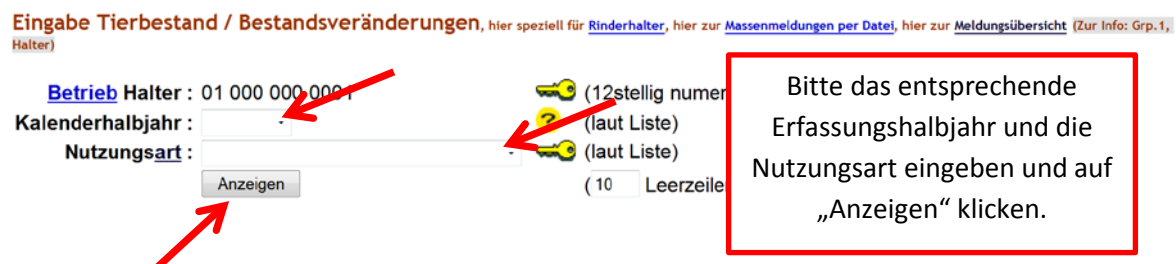 Eingabe Tierbestand / Bestandsveränderungen, hier speziell für Rinderhalter, hier zur Massenmeldungen per Datei, hier zur Meldungsübersicht (Zur Info: Grp.1,
Halter)
Betrieb Halter : 01 000 000 0001 (12stellig numer
Kalenderhalbjahr : ? (laut Liste)
Nutzungsart : (laut Liste)
Anzeigen ( 10 Leerzeilen
Bitte das entsprechende
Erfassungshalbjahr und die
Nutzungsart eingeben und auf
„Anzeigen“ klicken.